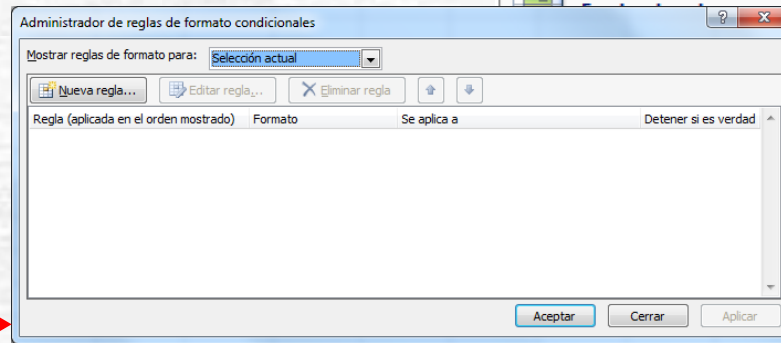 Administrador de reglas de formato condicionales
Mostrar reglas de formato para: Selección actual
Nueva regla... Editar regla... Eliminar regla
Regla (aplicada en el orden mostrado) Formato Se aplica a Detener si es verdad
Aceptar Cerrar Aplicar